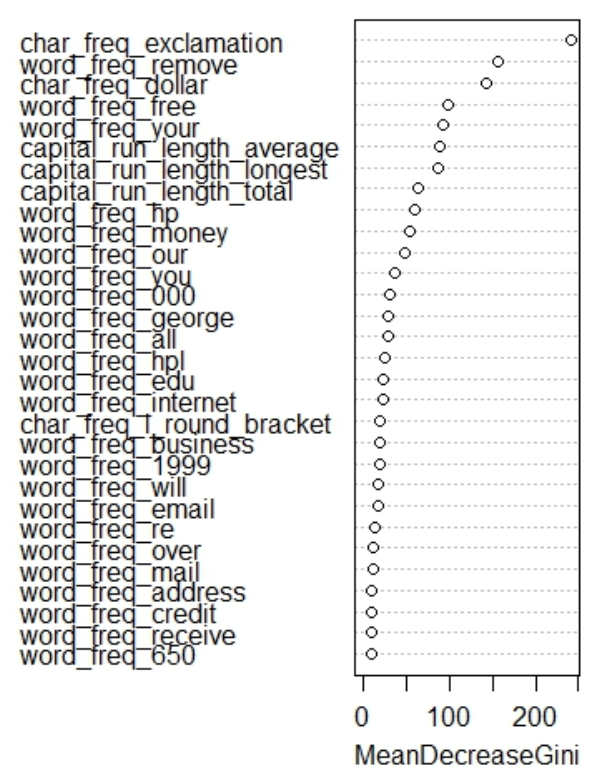 char_freq_exclamation
word_freq_remove
char_freq_dollar
word_freq_free
word_freq_your
capital_run_length_average
capital_run_length_longest
capital_run_length_total
word_freq_hp
word_freq_money
word_freq_our
word_freq_you
word_freq_000
word_freq_george
word_freq_all
word_freq_hpl
word_freq_edu
word_freq_internet
char_freq_l_round_bracket
word_freq_business
word_freq_1999
word_freq_will
word_freq_email
word_freq_re
word_freq_over
word_freq_mail
word_freq_address
word_freq_credit
word_freq_receive
word_freq_650
0 100 200
MeanDecreaseGini